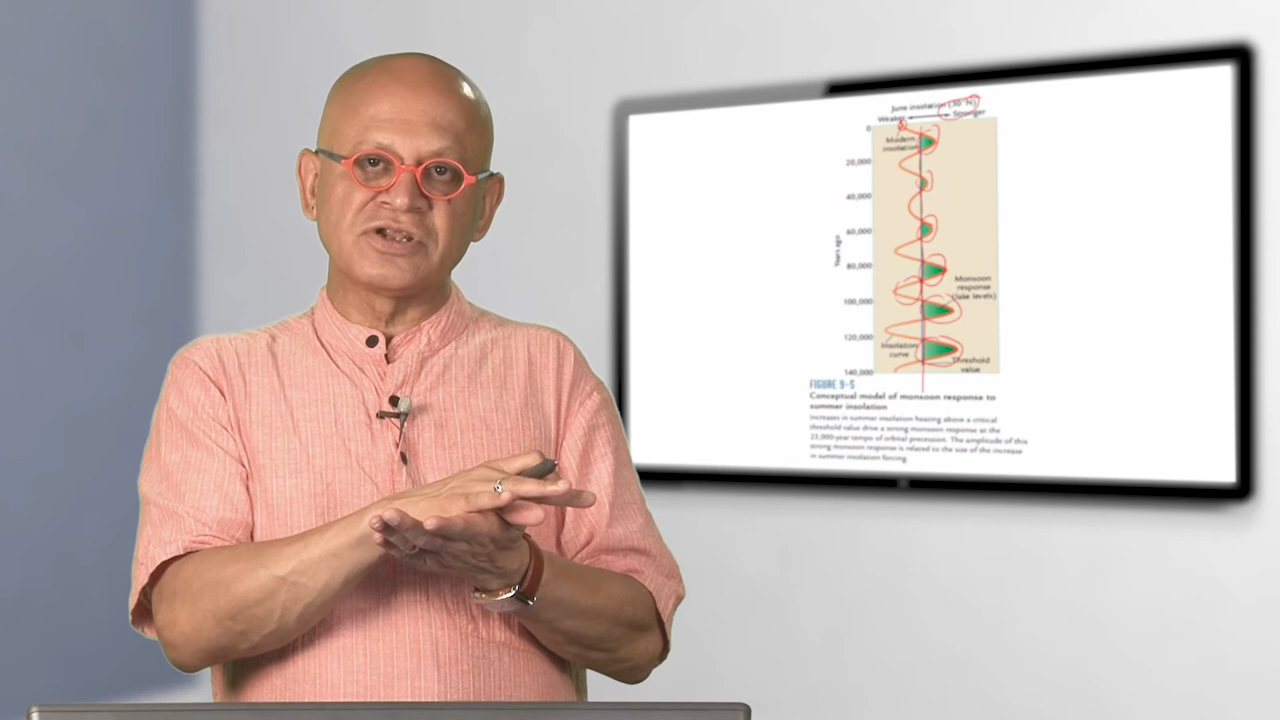 June insolation (30°N)
Weaker Stronger
0
Modern
insolation
20,000
40,000
60,000
Years ago
80,000
Monsoon
response
(lake levels)
100,000
120,000
Insolation
curve
Threshold
value
140,000
FIGURE 9-5
Conceptual model of monsoon response to
summer insolation
Increases in summer insolation heating above a critical
threshold value drive a strong monsoon response at the
23,000-year tempo of orbital precession. The amplitude of this
strong monsoon response is related to the size of the increase
in summer insolation forcing.